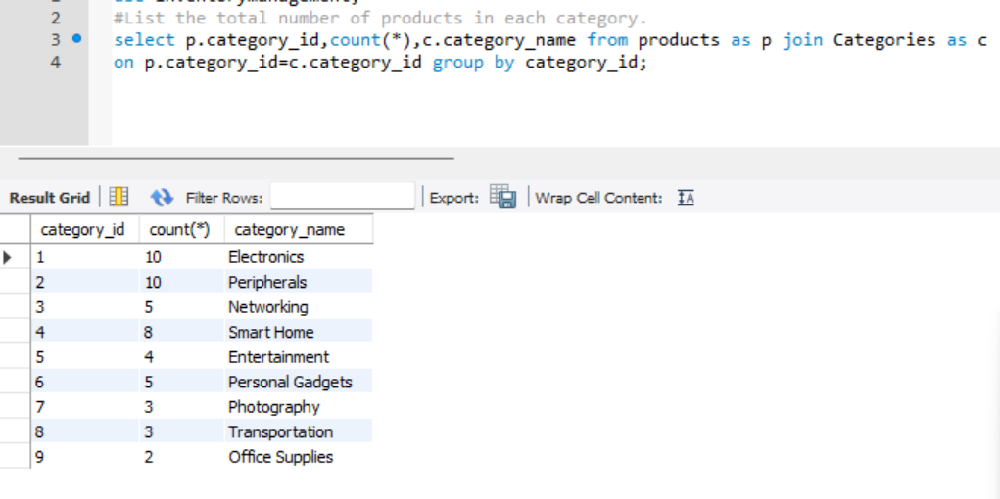 2 #List the total number of products in each category.
3 select p.category_id,count(*),c.category_name from products as p join Categories as c
4 on p.category_id=c.category_id group by category_id;
Result Grid Filter Rows: Export: Wrap Cell Content: IA
category_id count(*) category_name
1 10 Electronics
2 10 Peripherals
3 5 Networking
4 8 Smart Home
5 4 Entertainment
6 5 Personal Gadgets
7 3 Photography
8 3 Transportation
9 2 Office Supplies